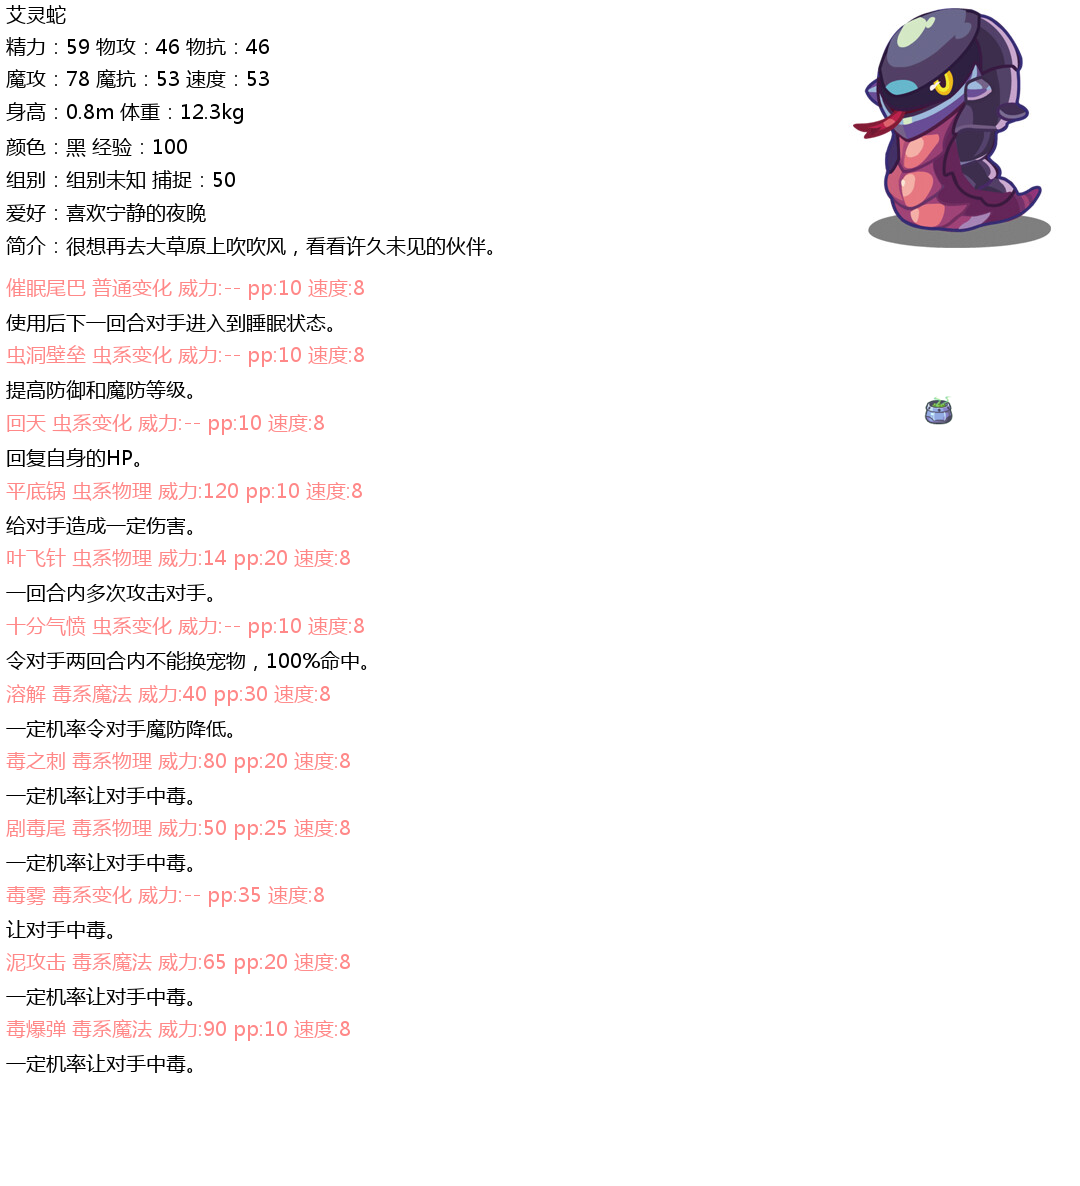 艾灵蛇
精力：59 物攻：46 物抗：46
魔攻：78 魔抗：53 速度：53
身高：0.8m 体重：12.3kg
颜色：黑 经验：100
组别：组别未知 捕捉：50
爱好：喜欢宁静的夜晚
简介：很想再去大草原上吹吹风，看看许久未见的伙伴。
催眠尾巴 普通变化 威力:-- pp:10 速度:8
使用后下一回合对手进入到睡眠状态。
虫洞壁垒 虫系变化 威力:-- pp:10 速度:8
提高防御和魔防等级。
回天 虫系变化 威力:-- pp:10 速度:8
回复自身的HP。
平底锅 虫系物理 威力:120 pp:10 速度:8
给对手造成一定伤害。
叶飞针 虫系物理 威力:14 pp:20 速度:8
一回合内多次攻击对手。
十分气愤 虫系变化 威力:-- pp:10 速度:8
令对手两回合内不能换宠物，100%命中。
溶解 毒系魔法 威力:40 pp:30 速度:8
一定机率令对手魔防降低。
毒之刺 毒系物理 威力:80 pp:20 速度:8
一定机率让对手中毒。
剧毒尾 毒系物理 威力:50 pp:25 速度:8
一定机率让对手中毒。
毒雾 毒系变化 威力:-- pp:35 速度:8
让对手中毒。
泥攻击 毒系魔法 威力:65 pp:20 速度:8
一定机率让对手中毒。
毒爆弹 毒系魔法 威力:90 pp:10 速度:8
一定机率让对手中毒。